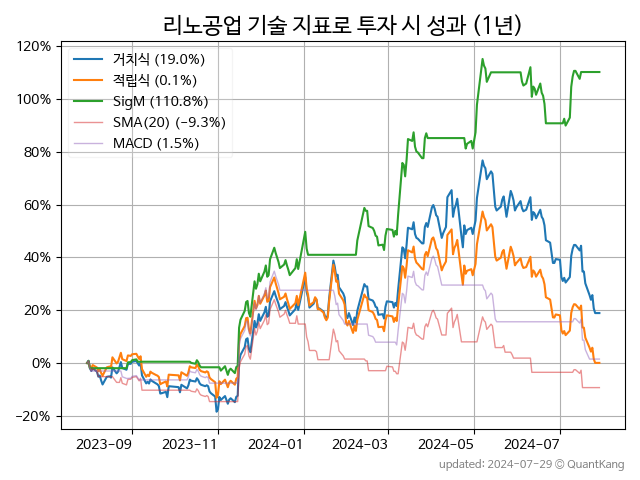 리노공업 기술 지표로 투자 시 성과 (1년)
120%
100%
80%
60%
40%
20%
0%
−20%
거치식 (19.0%)
적립식 (0.1%)
SigM (110.8%)
SMA(20) (−9.3%)
MACD (1.5%)
2023-09 2023-11 2024-01 2024-03 2024-05 2024-07
updated: 2024-07-29 © QuantKang